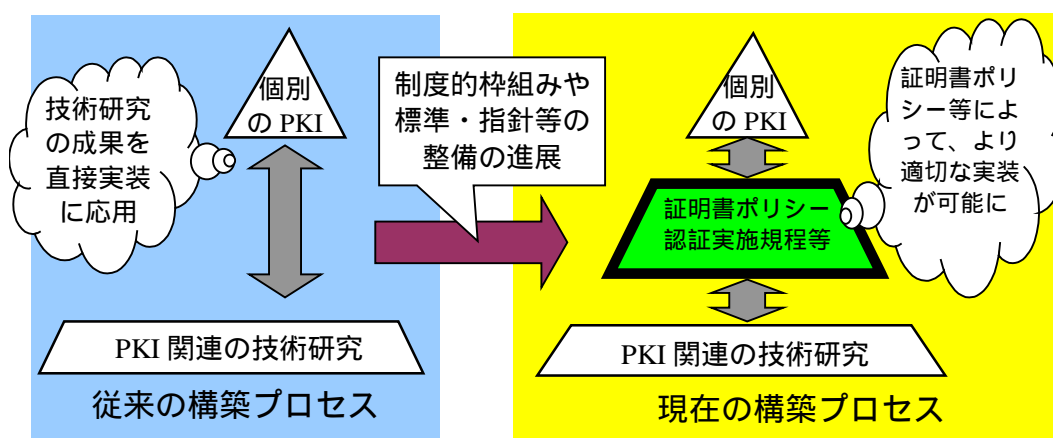 技術研究
の成果を
直接実装
に応用
個別
の PKI
PKI 関連の技術研究
従来の構築プロセス
制度的枠組みや
標準・指針等の
整備の進展
個別
の PKI
証明書ポリシー
認証実施規程等
証明書ポリ
シー等によ
って、より
適切な実装
が可能に
PKI 関連の技術研究
現在の構築プロセス